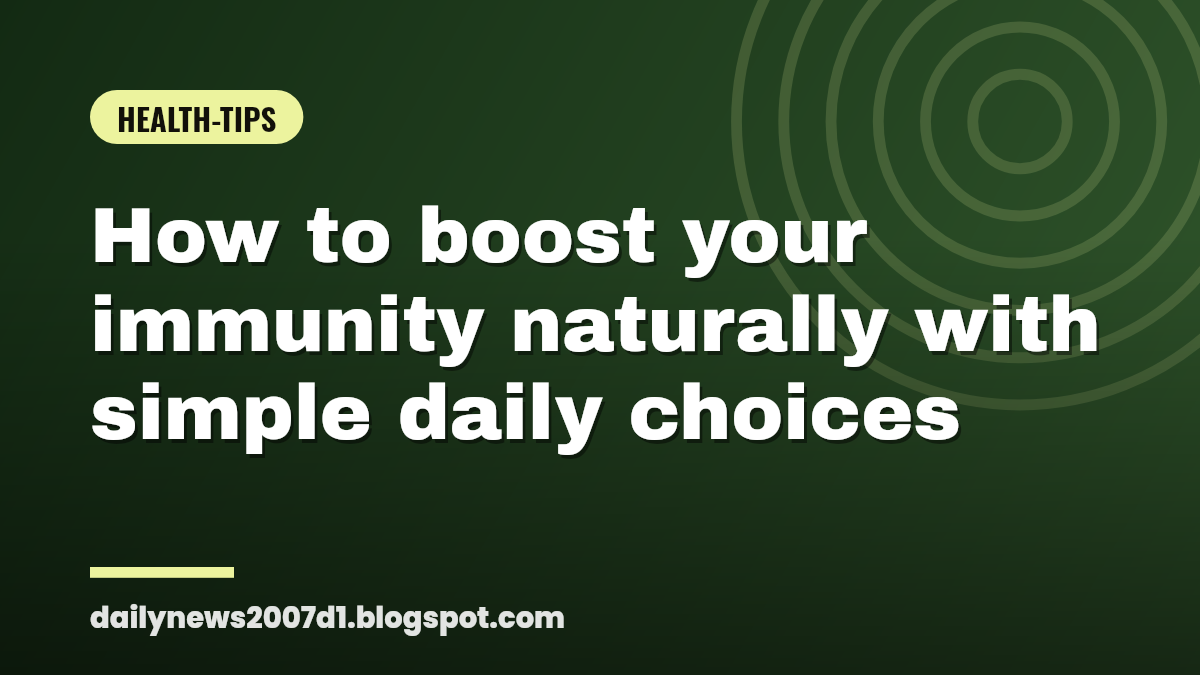 HEALTH-TIPS
How to boost your
immunity naturally with
simple daily choices
dailynews2007d1.blogspot.com